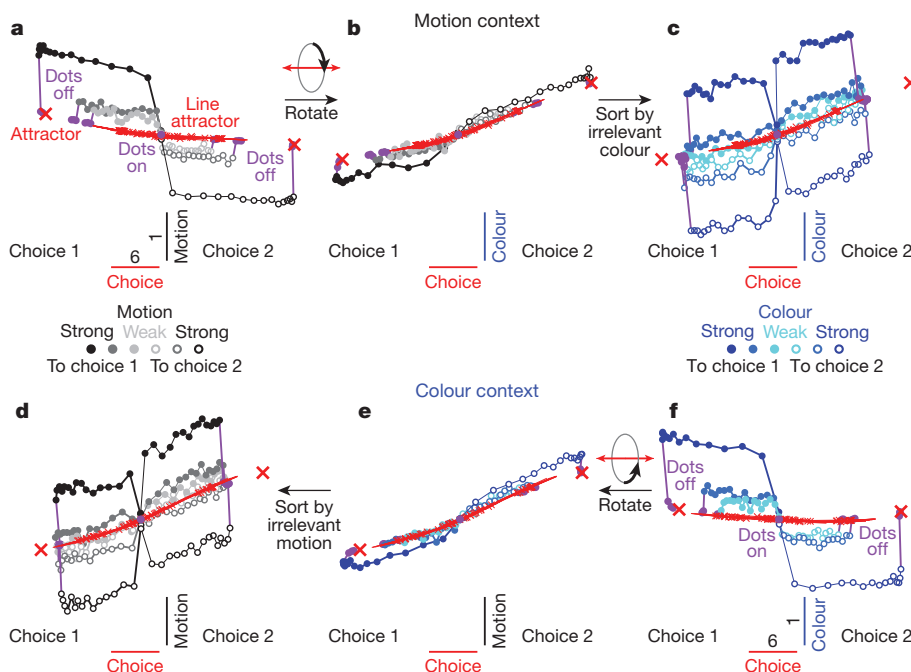 a
b
Motion context
c
Dots
off
Attractor
Line
attractor
Dots
on
Dots
off
Rotate
Sort by
irrelevant
colour
Choice 1
6
1
Motion
Choice 2
Choice
Choice 1
Colour
Choice 2
Choice
Choice 1
Colour
Choice 2
Choice
Motion
Strong Weak Strong
To choice 1 To choice 2
Colour
Strong Weak Strong
To choice 1 To choice 2
d
Colour context
e
f
Sort by
irrelevant
motion
Rotate
Dots
off
Dots
on
Dots
off
Choice 1
Motion
Choice 2
Choice
Choice 1
Motion
Choice 2
Choice
Choice 1
6
1
Colour
Choice 2
Choice